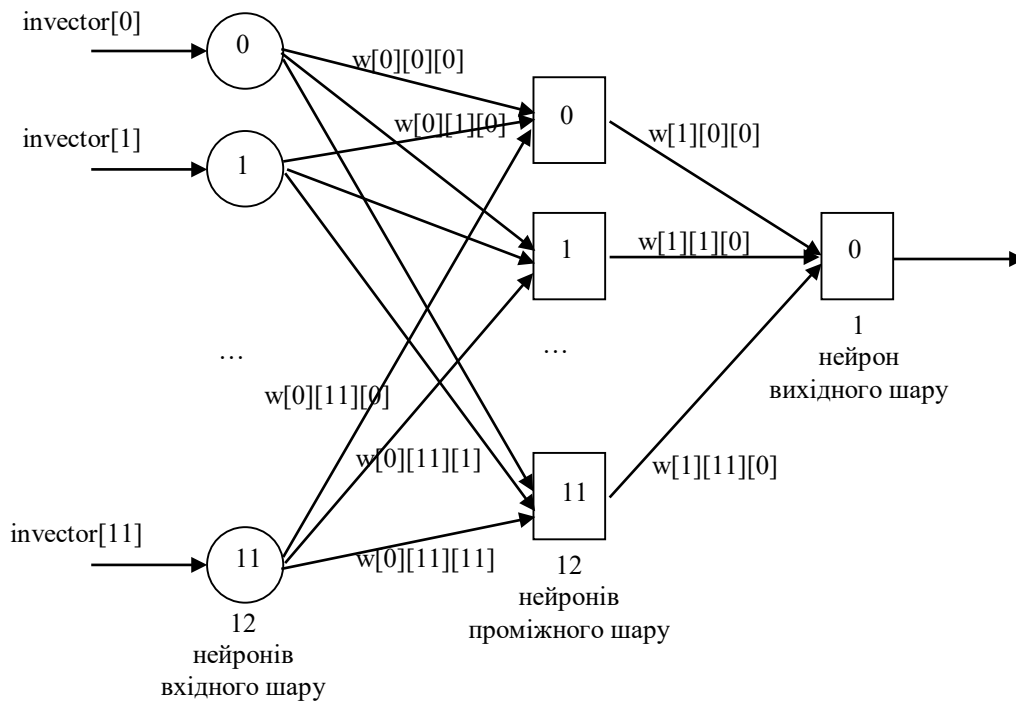 invector[0]
0
w[0][0][0]
0
w[0][1][0]
w[1][0][0]
invector[1]
1
1
w[1][1][0]
0
1
нейрон
вихідного шару
…
…
w[0][11][0]
w[0][11][1]
w[1][11][0]
11
invector[11]
11
w[0][11][11]
12
нейронів
проміжного шару
12
нейронів
вхідного шару